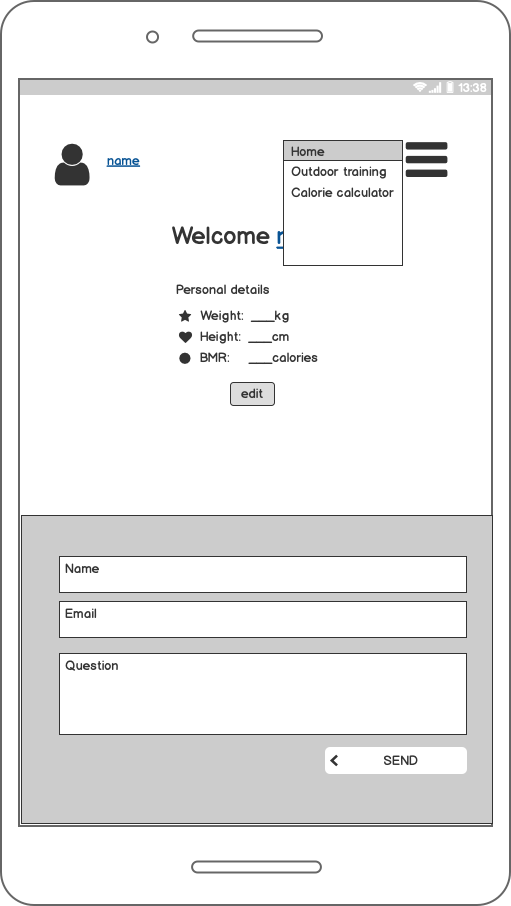 13:38
name
Home
Outdoor training
Calorie calculator
Welcome
Personal details
Weight: ___kg
Height: ___cm
BMR: ___calories
edit
Name
Email
Question
SEND